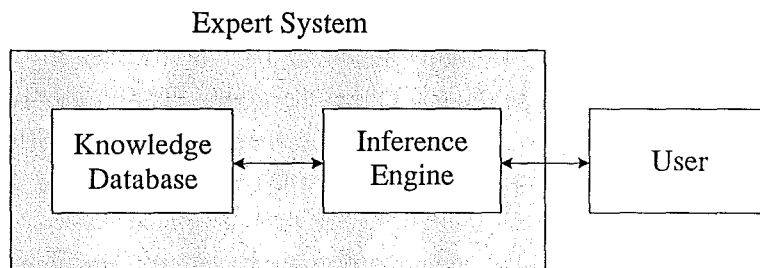 Expert System
Knowledge
Database
Inference
Engine
User